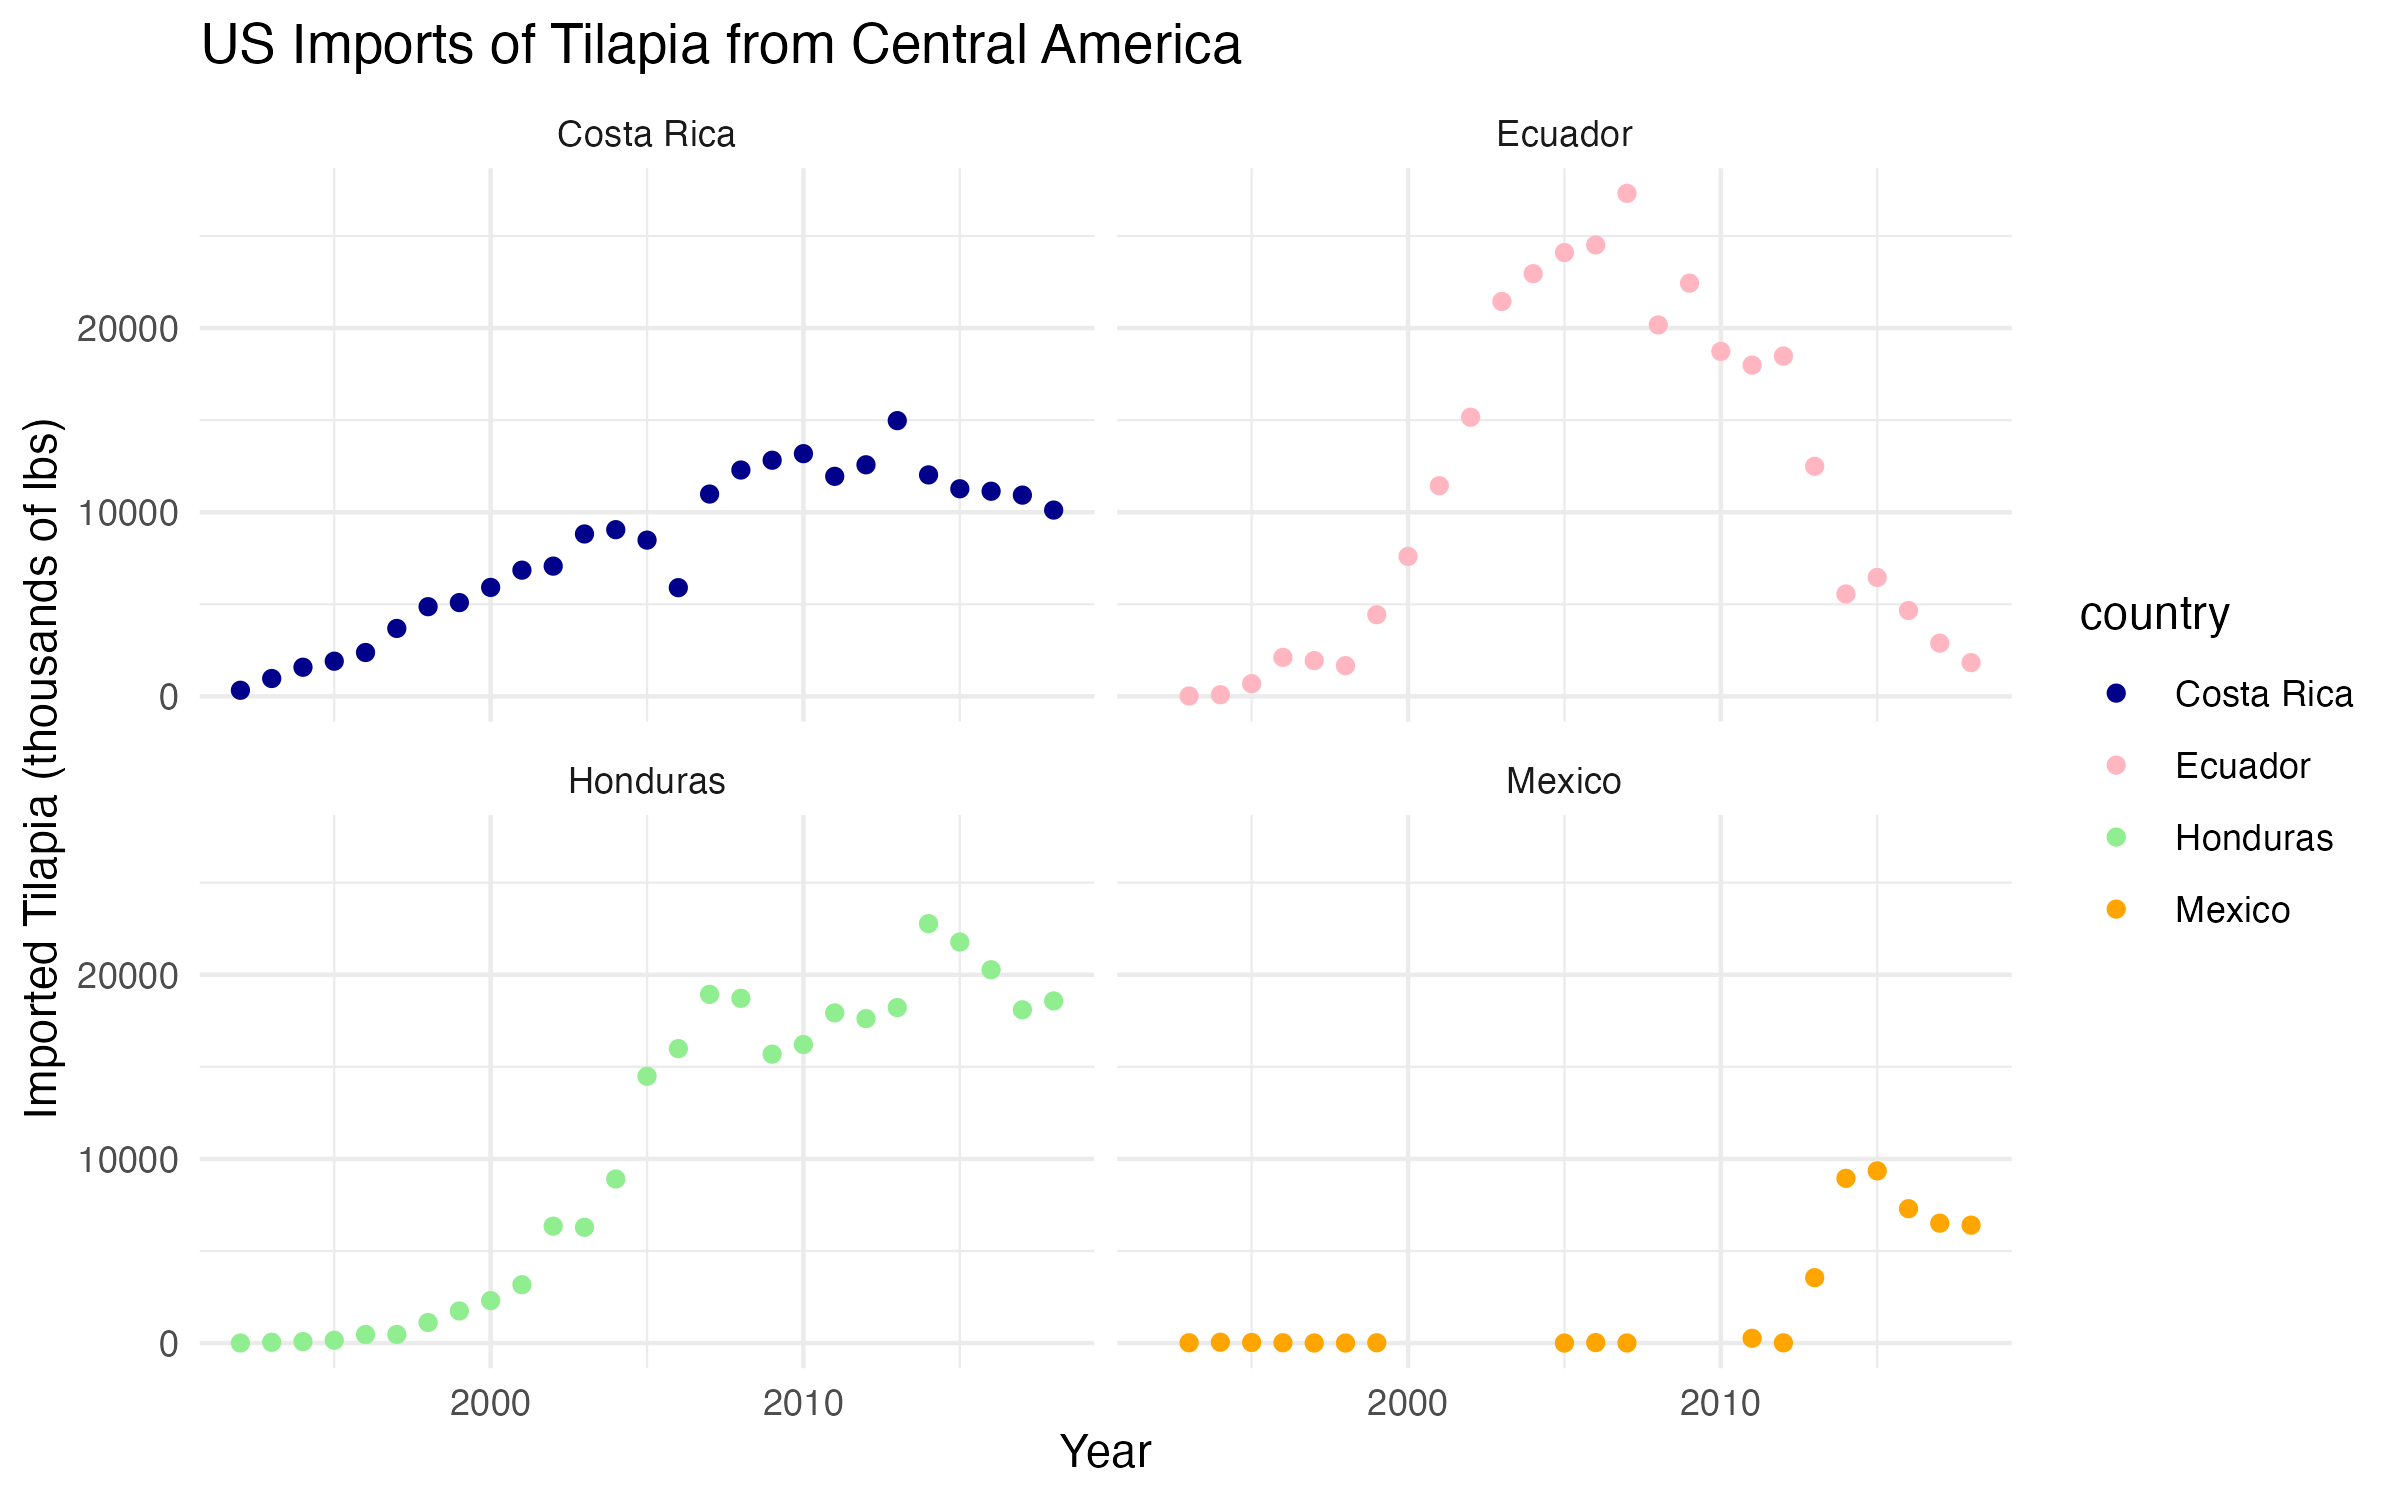 US Imports of Tilapia from Central America
Costa Rica
Ecuador
20000
10000
0
Honduras
Mexico
20000
10000
0
2000
2010
2000
2010
Year
Imported Tilapia (thousands of lbs)
country
Costa Rica
Ecuador
Honduras
Mexico